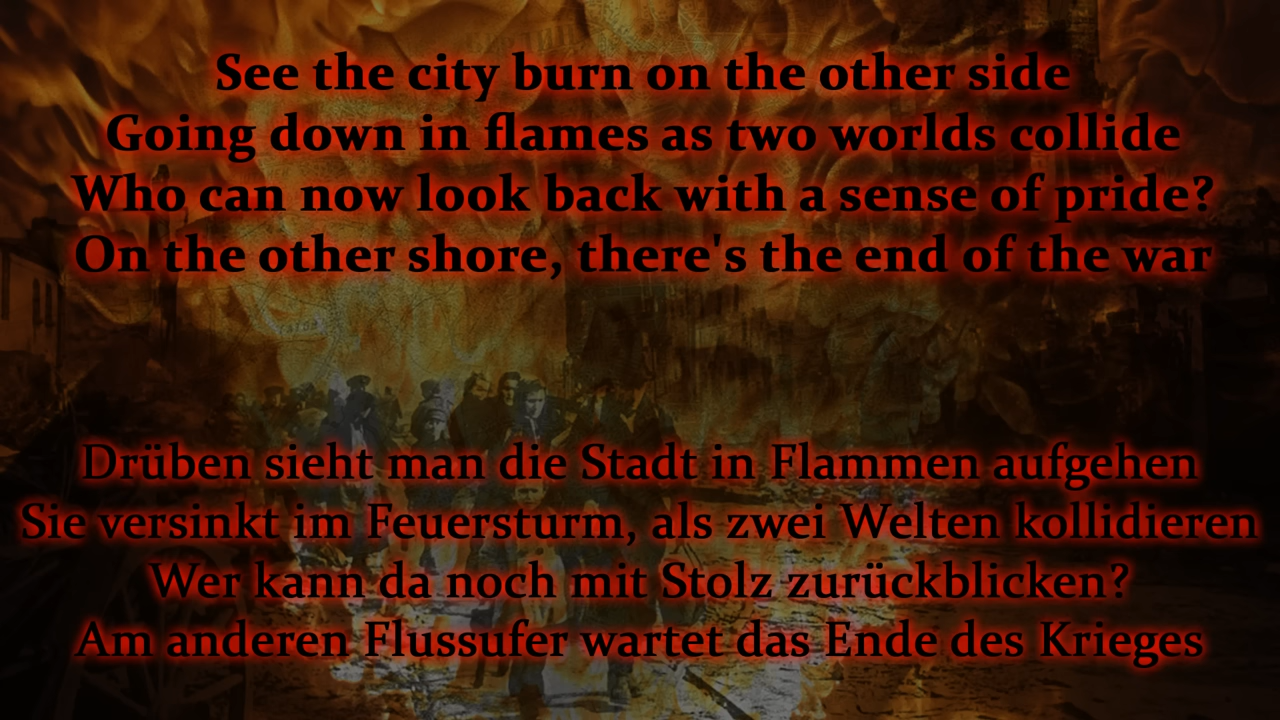 See the city burn on the other side
Going down in flames as two worlds collide
Who can now look back with a sense of pride?
On the other shore, there's the end of the war
Drüben sieht man die Stadt in Flammen aufgehen
Sie versinkt im Feuersturm, als zwei Welten kollidieren
Wer kann da noch mit Stolz zurückblicken?
Am anderen Flussufer wartet das Ende des Krieges